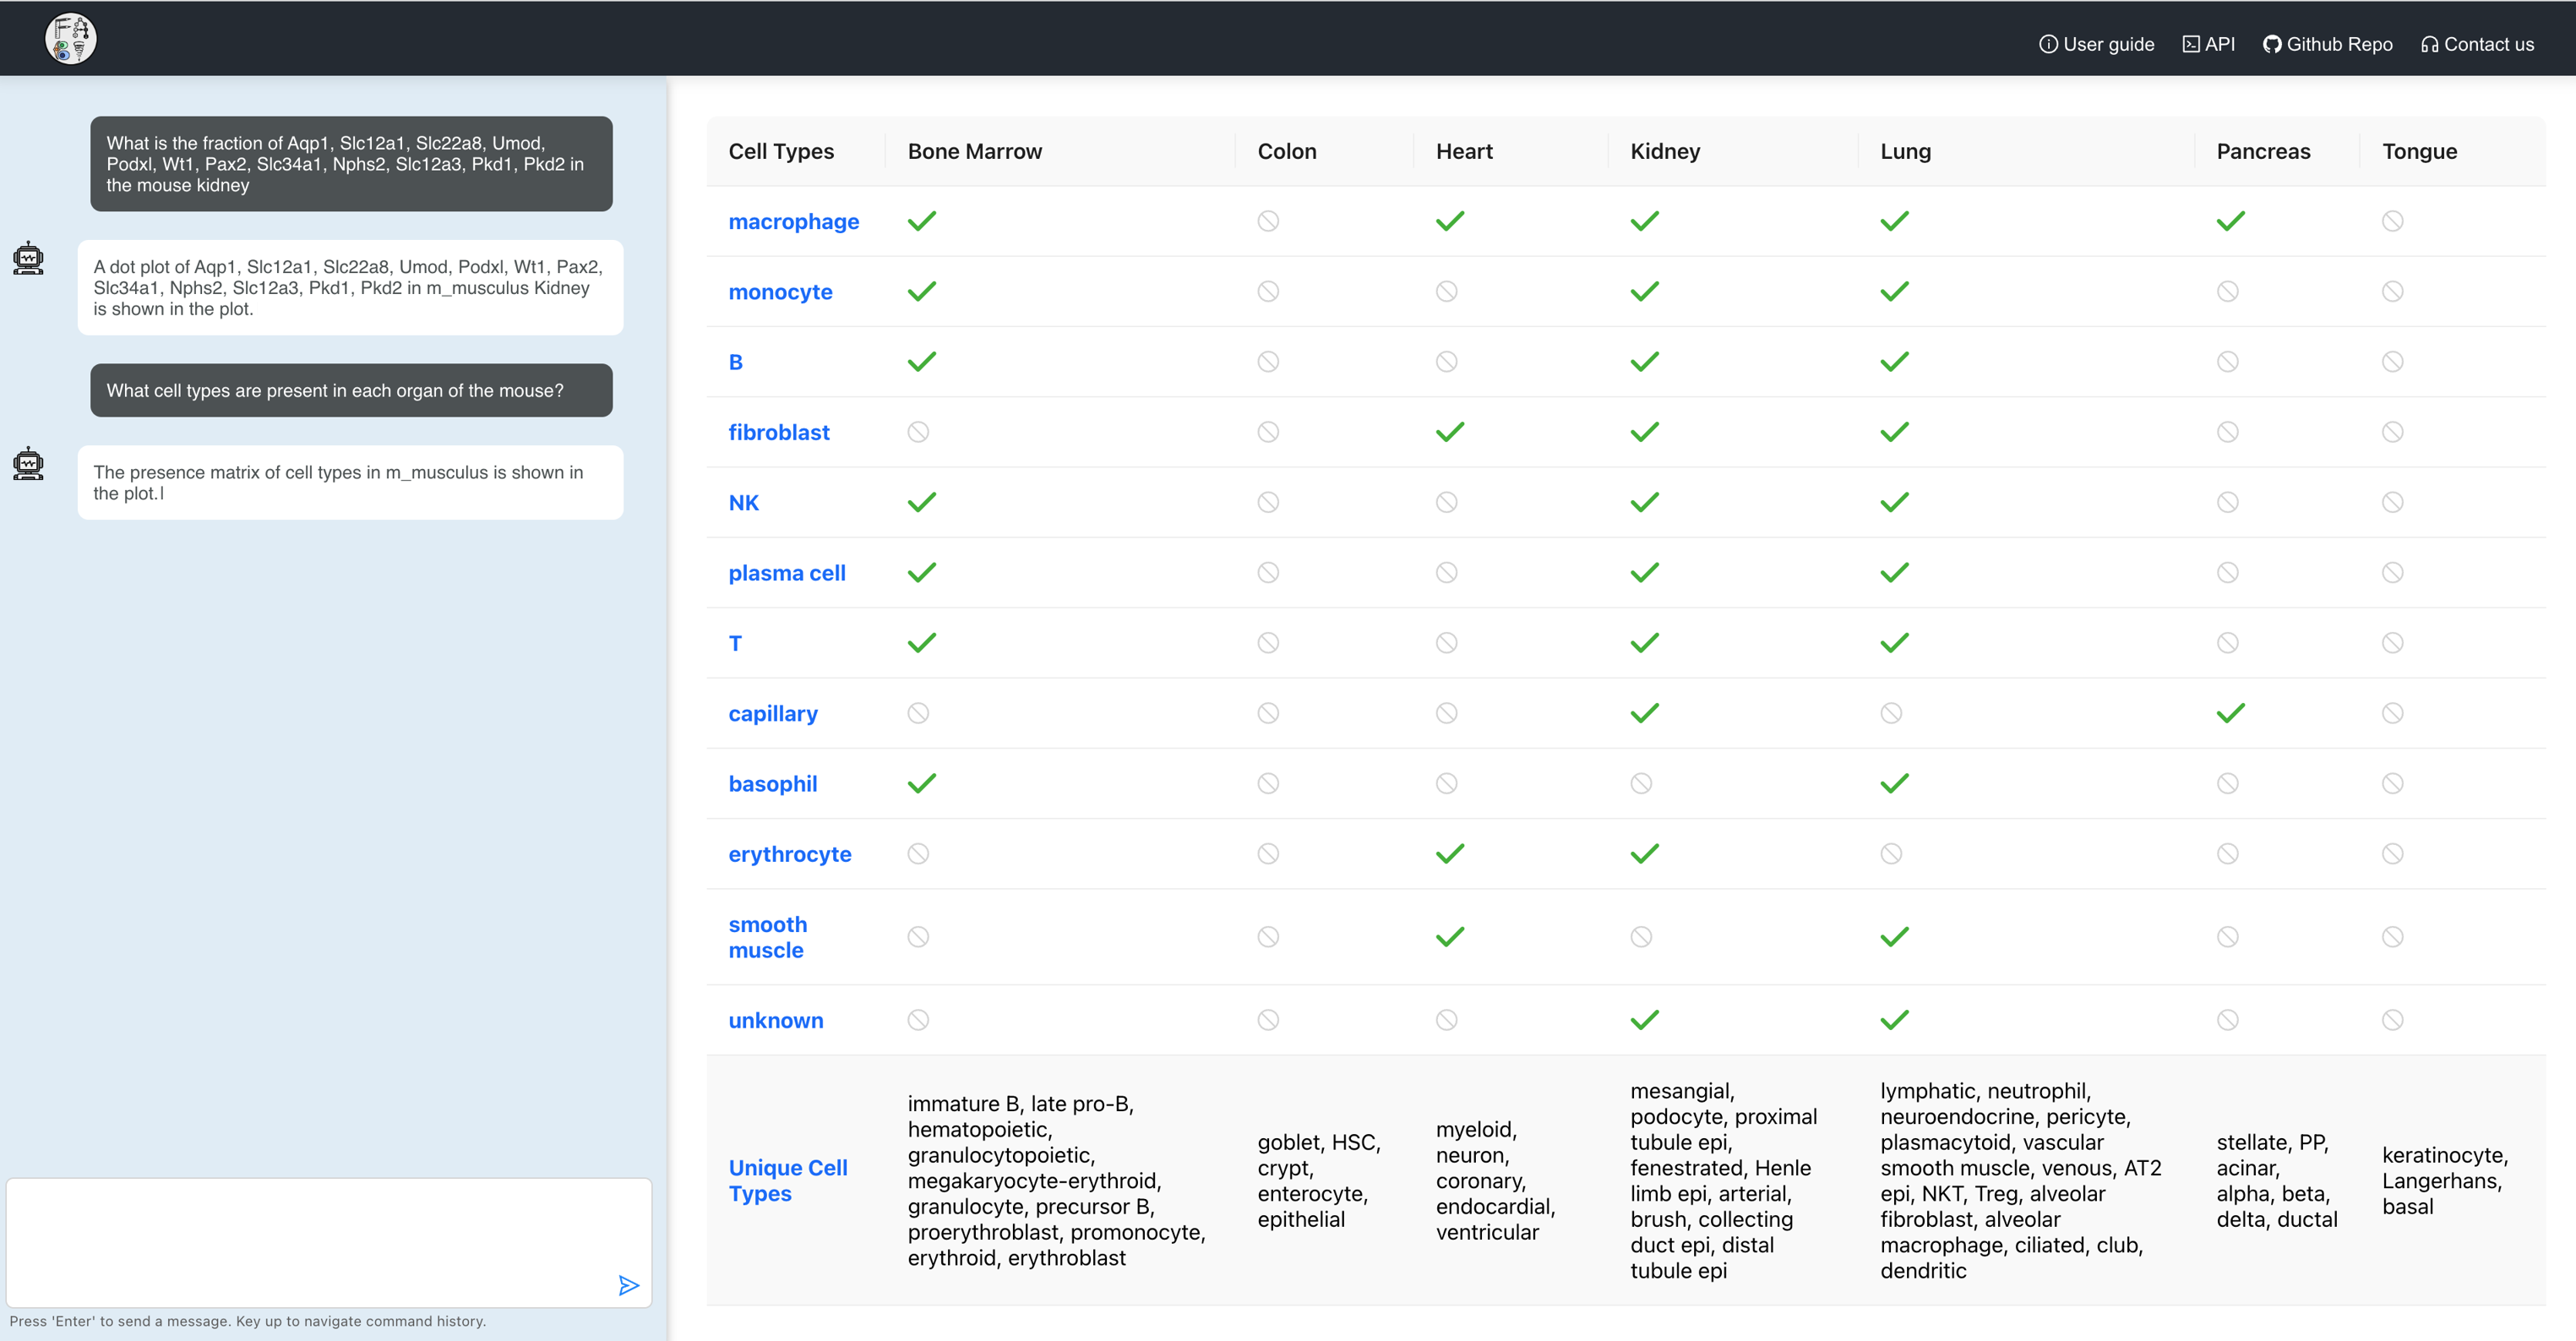 User guide API Github Repo Contact us
What is the fraction of Aqp1, Slc12a1, Slc22a8, Umod,
Podxl, Wt1, Pax2, Slc34a1, Nphs2, Slc12a3, Pkd1, Pkd2 in
the mouse kidney
A dot plot of Aqp1, Slc12a1, Slc22a8, Umod, Podxl, Wt1, Pax2,
Slc34a1, Nphs2, Slc12a3, Pkd1, Pkd2 in m_musculus Kidney
is shown in the plot.
What cell types are present in each organ of the mouse?
The presence matrix of cell types in m_musculus is shown in
the plot.|
Press 'Enter' to send a message. Key up to navigate command history.
Cell Types Bone Marrow Colon Heart Kidney Lung Pancreas Tongue
macrophage
monocyte
B
fibroblast
NK
plasma cell
T
capillary
basophil
erythrocyte
smooth
muscle
unknown
Unique Cell
Types
immature B, late pro-B,
hematopoietic,
granulocytopoietic,
megakaryocyte-erythroid,
granulocyte, precursor B,
proerythroblast, promonocyte,
erythroid, erythroblast
goblet, HSC,
crypt,
enterocyte,
epithelial
myeloid,
neuron,
coronary,
endocardial,
ventricular
mesangial,
podocyte, proximal
tubule epi,
fenestrated, Henle
limb epi, arterial,
brush, collecting
duct epi, distal
tubule epi
lymphatic, neutrophil,
neuroendocrine, pericyte,
plasmacytoid, vascular
smooth muscle, venous, AT2
epi, NKT, Treg, alveolar
fibroblast, alveolar
macrophage, ciliated, club,
dendritic
stellate, PP,
acinar,
alpha, beta,
delta, ductal
keratinocyte,
Langerhans,
basal